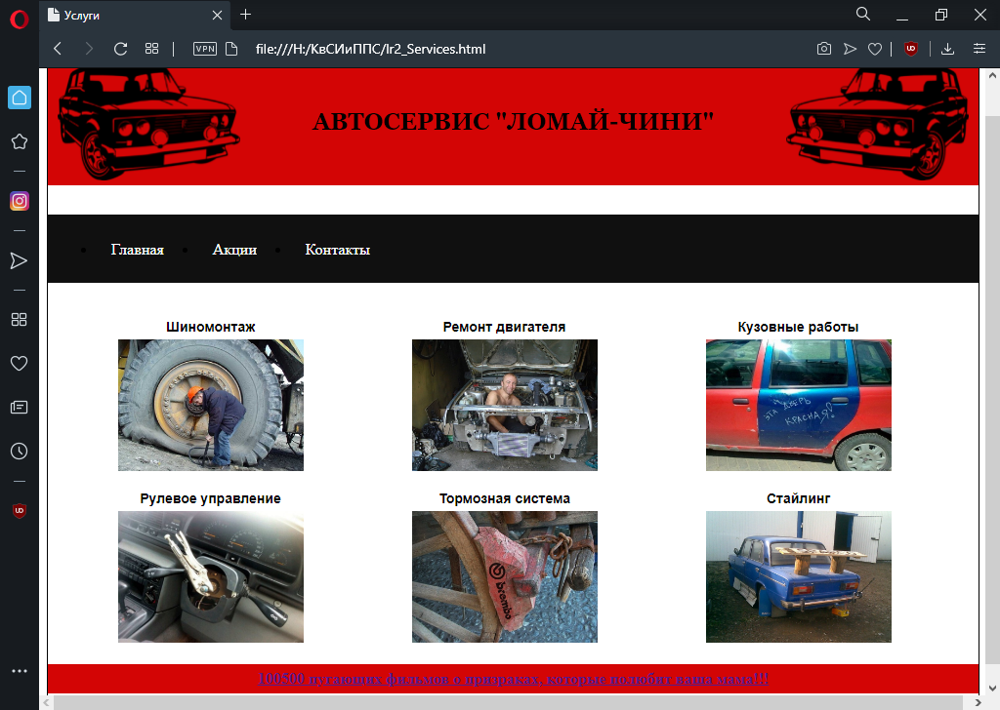 Услуги
VPN
file:///H:/КвСИиППС/lr2_Services.html
АВТОСЕРВИС "ЛОМАЙ-ЧИНИ"
Главная
Акции
Контакты
Шиномонтаж
Ремонт двигателя
Кузовные работы
ЭТА ДВЕРЬ
КРАСНАЯ!
Рулевое управление
Тормозная система
Стайлинг
brembo
100500 пугающих фильмов о призраках, которые полюбит ваша мама!!!